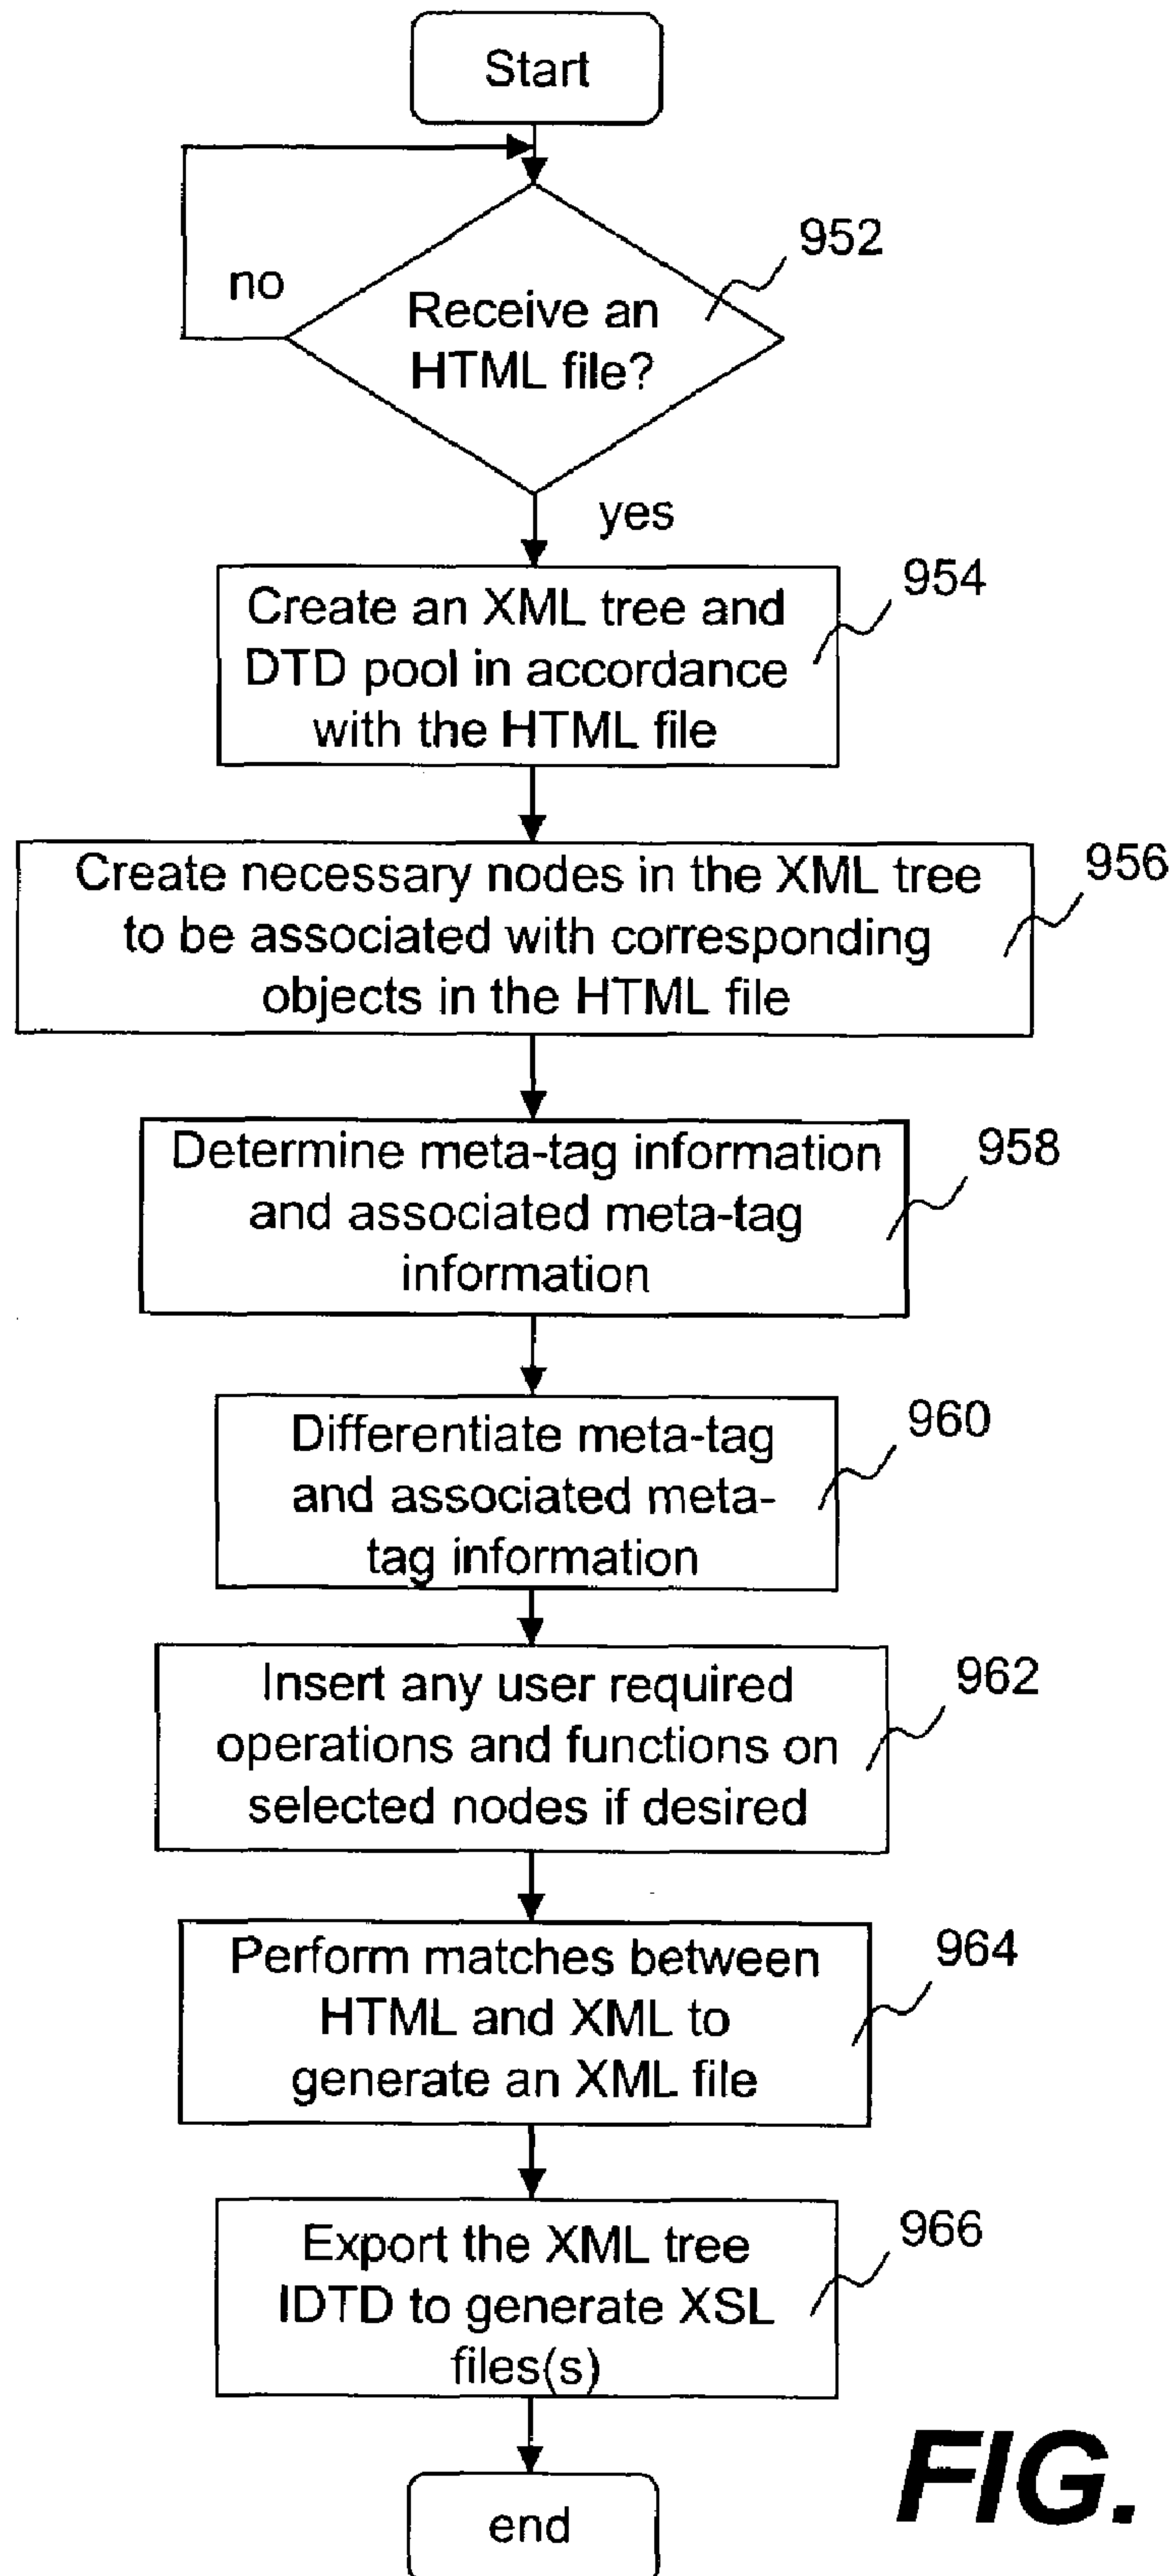 Start
952
no
Receive an
HTML file?
yes
954
Create an XML tree and
DTD pool in accordance
with the HTML file
956
Create necessary nodes in the XML tree
to be associated with corresponding
objects in the HTML file
958
Determine meta-tag information
and associated meta-tag
information
960
Differentiate meta-tag
and associated meta-
tag information
962
Insert any user required
operations and functions on
selected nodes if desired
964
Perform matches between
HTML and XML to
generate an XML file
966
Export the XML tree
IDTD to generate XSL
files(s)
end
FIG.